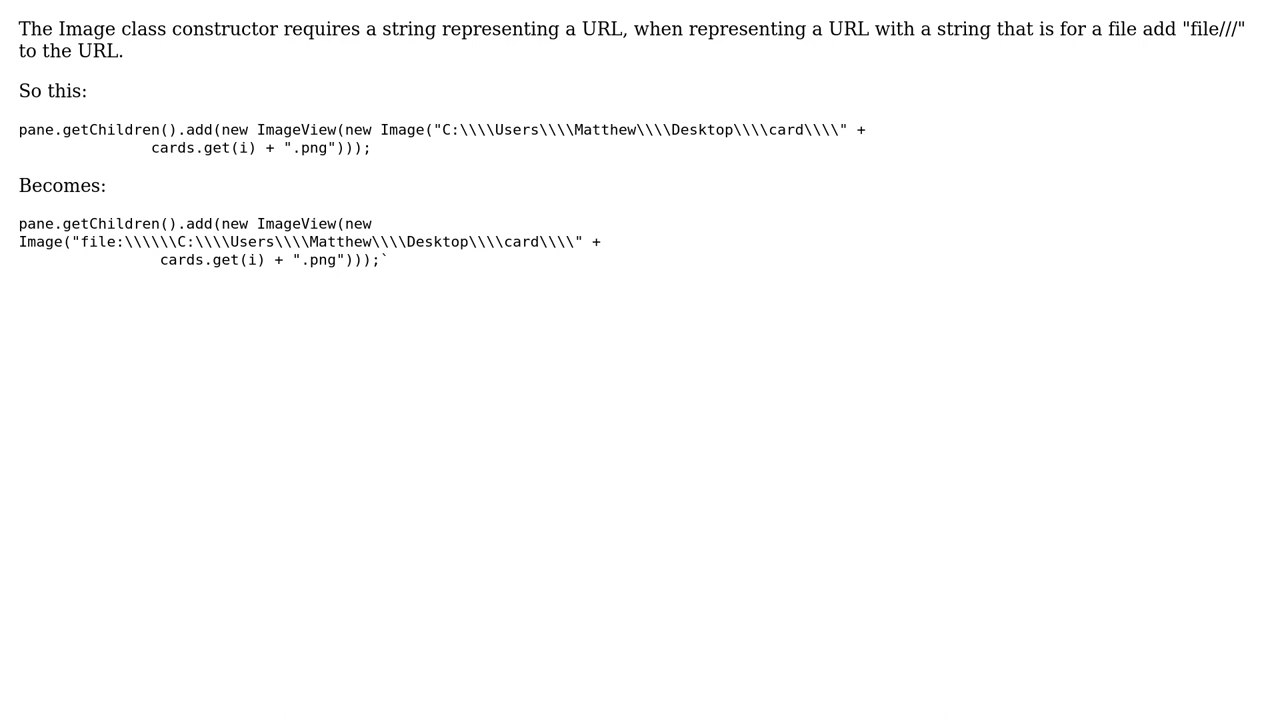 The Image class constructor requires a string representing a URL, when representing a URL with a string that is for a file add "file///"
to the URL.
So this:
pane.getChildren().add(new ImageView(new Image("C:\\\\Users\\\\Matthew\\\\Desktop\\\\card\\\\" +
cards.get(i) + ".png")));
Becomes:
pane.getChildren().add(new ImageView(new
Image("file:\\\\\\C:\\\\Users\\\\Matthew\\\\Desktop\\\\card\\\\" +
cards.get(i) + ".png")));`